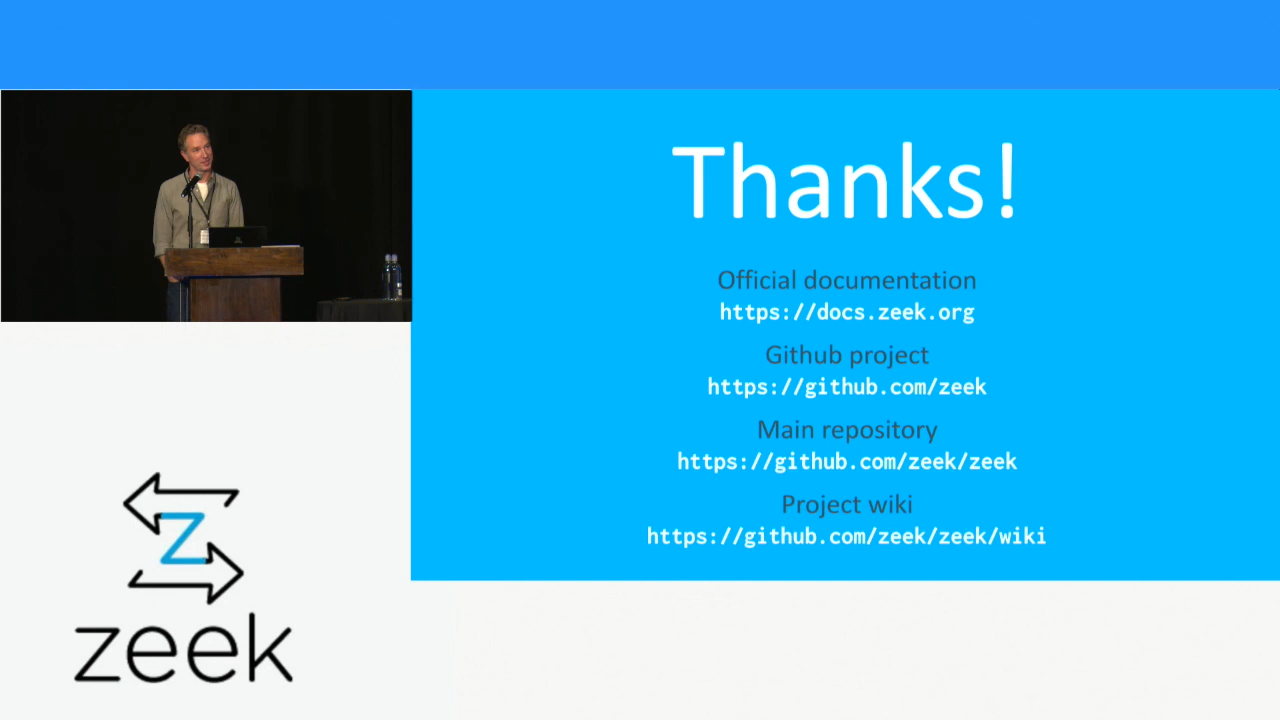 Thanks!
Official documentation
https://docs.zeek.org
Github project
https://github.com/zeek
Main repository
https://github.com/zeek/zeek
Project wiki
https://github.com/zeek/zeek/wiki
z
zeek